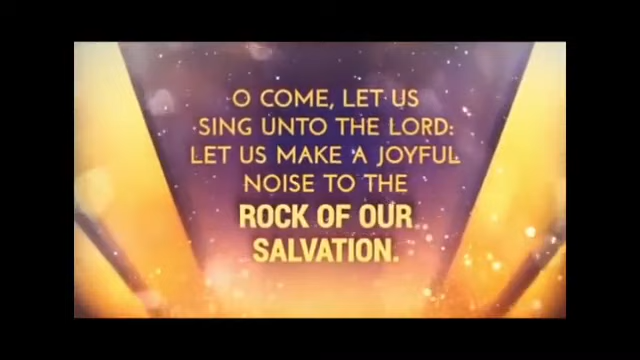 O COME, LET US
SING UNTO THE LORD:
LET US MAKE A JOYFUL
NOISE TO THE
ROCK OF OUR
SALVATION.